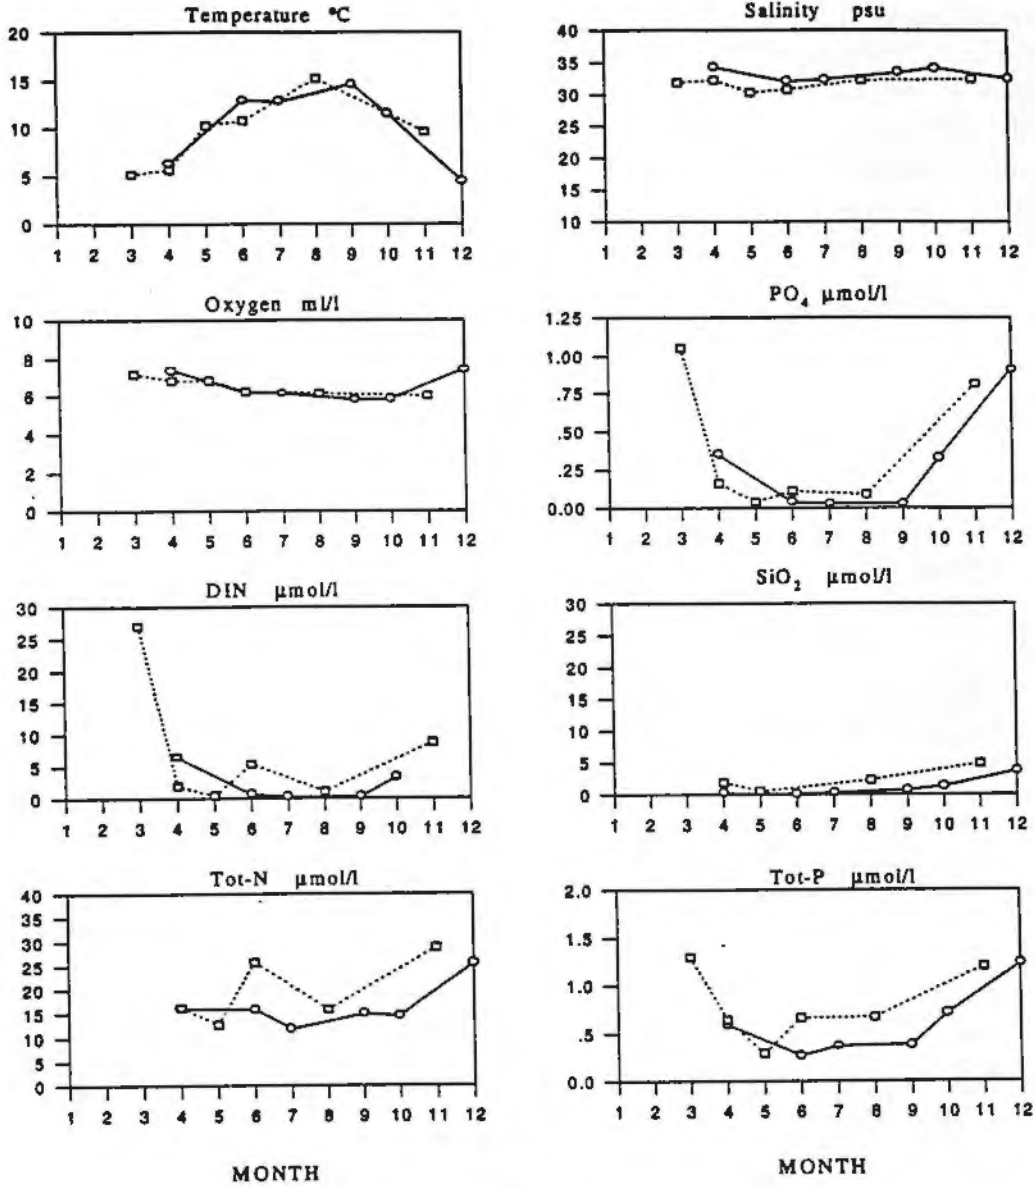 Temperature °C
20
15
10
5
0
1 2 3 4 5 6 7 8 9 10 11 12
Salinity psu
40
35
30
25
20
15
10
1 2 3 4 5 6 7 8 9 10 11 12
Oxygen ml/l
10
8
6
4
2
0
1 2 3 4 5 6 7 8 9 10 11 12
PO₄ µmol/l
1.25
1.00
.75
.50
.25
0.00
1 2 3 4 5 6 7 8 9 10 11 12
DIN µmol/l
30
25
20
15
10
5
0
1 2 3 4 5 6 7 8 9 10 11 12
SiO₂ µmol/l
30
25
20
15
10
5
0
1 2 3 4 5 6 7 8 9 10 11 12
Tot-N µmol/l
40
35
30
25
20
15
10
5
0
1 2 3 4 5 6 7 8 9 10 11 12
MONTH
Tot-P µmol/l
2.0
1.5
1.0
.5
0.0
1 2 3 4 5 6 7 8 9 10 11 12
MONTH